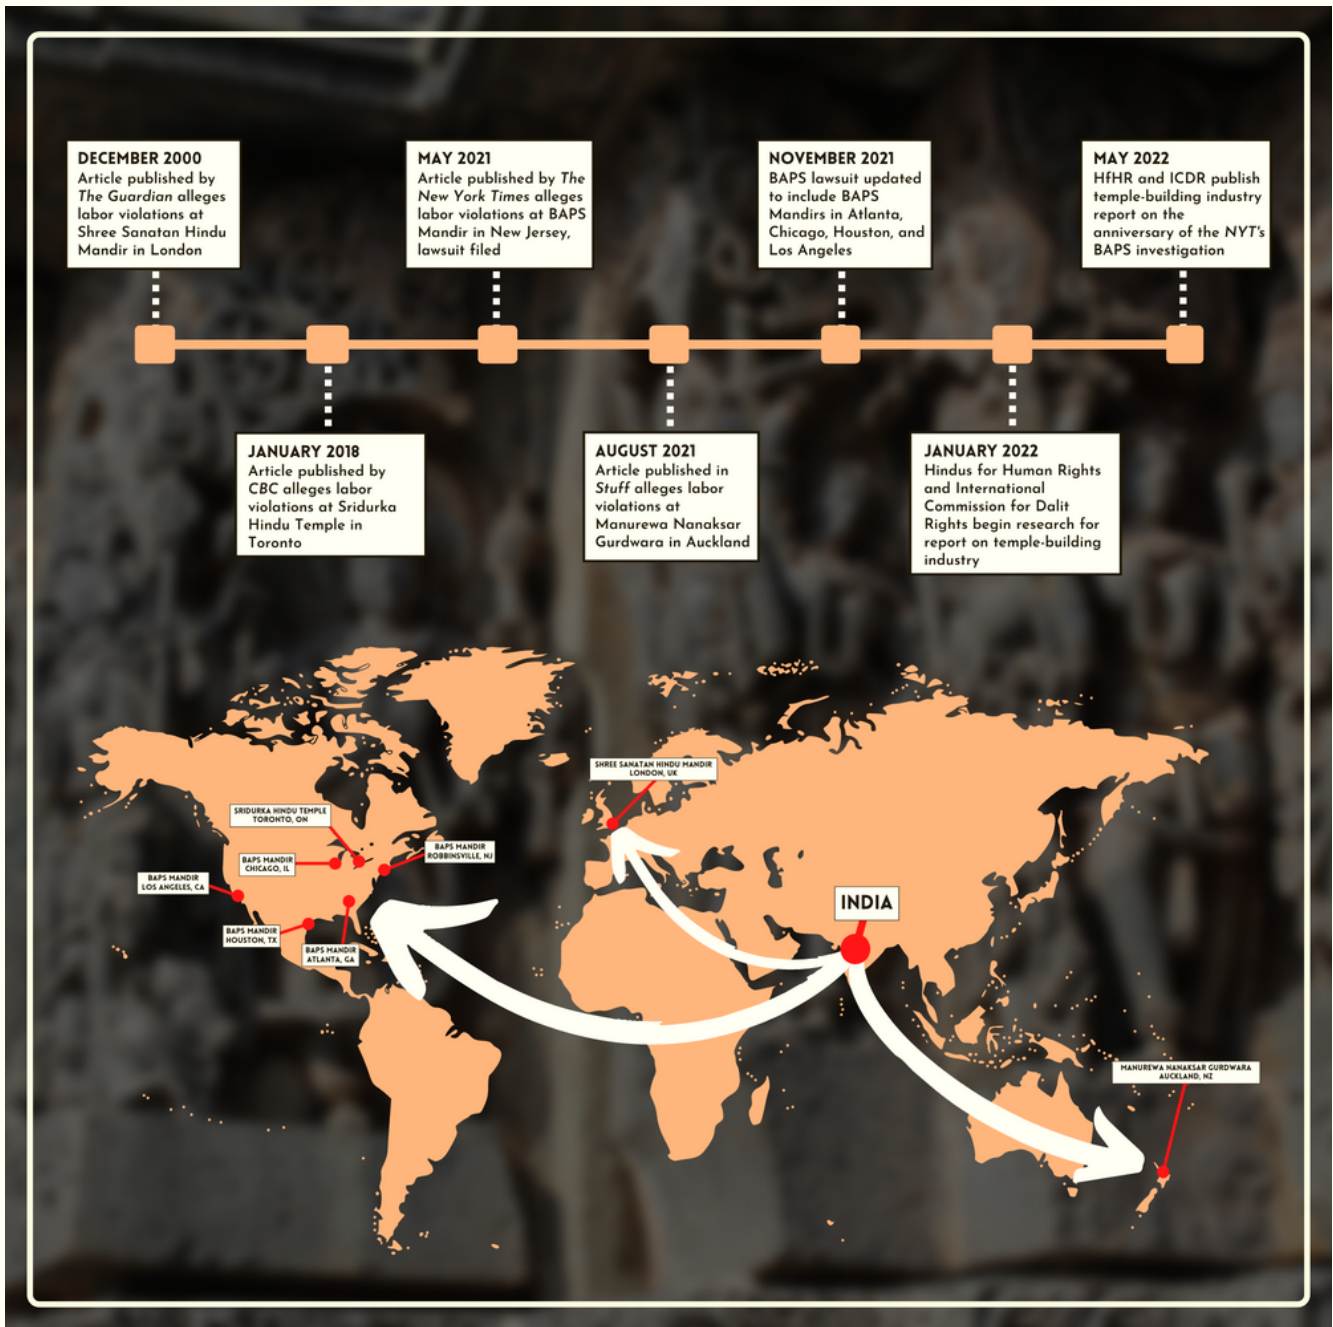 DECEMBER 2000
Article published by
The Guardian alleges
labor violations at
Shree Sanatan Hindu
Mandir in London
MAY 2021
Article published by The
New York Times alleges
labor violations at BAPS
Mandir in New Jersey,
lawsuit filed
NOVEMBER 2021
BAPS lawsuit updated
to include BAPS
Mandirs in Atlanta,
Chicago, Houston, and
Los Angeles
MAY 2022
HfHR and ICDR publish
temple-building industry
report on the
anniversary of the NYT's
BAPS investigation
JANUARY 2018
Article published by
CBC alleges labor
violations at Sridurka
Hindu Temple in
Toronto
AUGUST 2021
Article published in
Stuff alleges labor
violations at
Manurewa Nanaksar
Gurdwara in Auckland
JANUARY 2022
Hindus for Human Rights
and International
Commission for Dalit
Rights begin research for
report on temple-building
industry
SHREE SANATAN HINDU MANDIR
LONDON, UK
SRIDURKA HINDU TEMPLE
TORONTO, ON
BAPS MANDIR
ROBBINSVILLE, NJ
BAPS MANDIR
CHICAGO, IL
BAPS MANDIR
LOS ANGELES, CA
INDIA
BAPS MANDIR
HOUSTON, TX
BAPS MANDIR
ATLANTA, GA
MANUREWA NANAKSAR GURDWARA
AUCKLAND, NZ